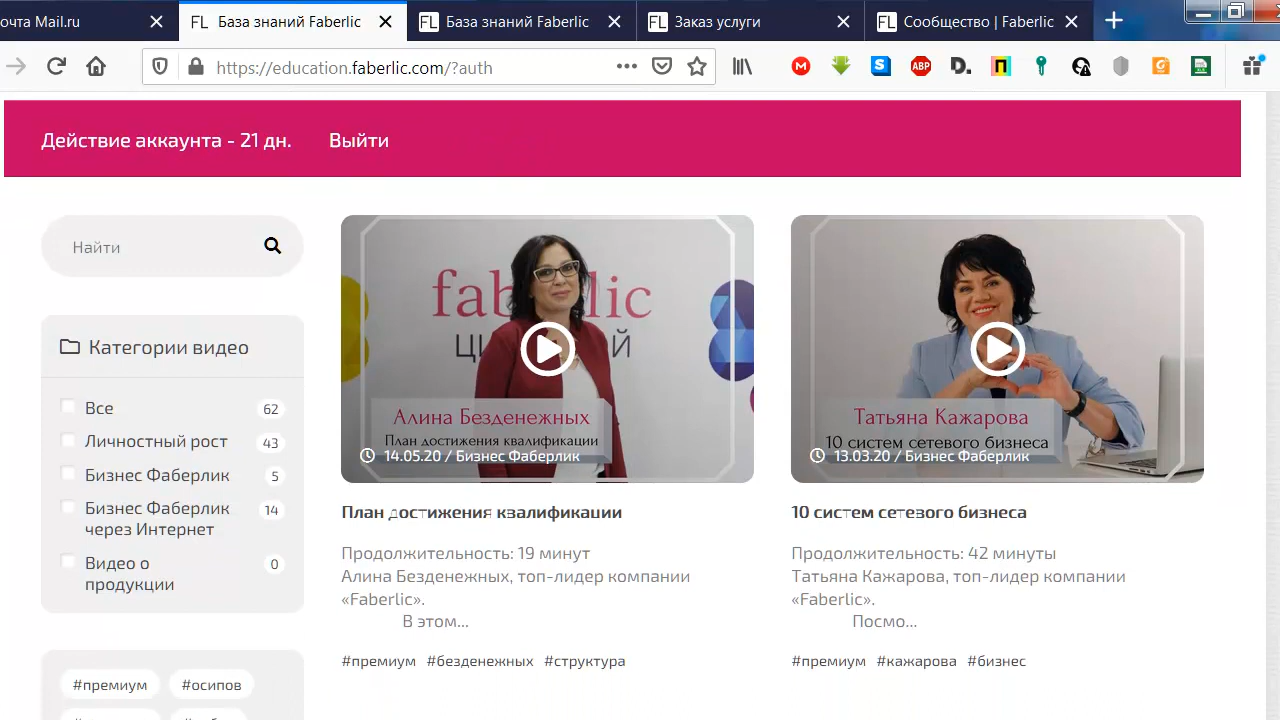 очта Mail.ru
FL База знаний Faberlic
FL База знаний Faberlic
FL Заказ услуги
FL Сообщество | Faberlic
https://education.faberlic.com/?auth
M
S
ABP
D.
Действие аккаунта - 21 дн. Выйти
Найти
Категории видео
Все 62
Личностный рост 43
Бизнес Фаберлик 5
Бизнес Фаберлик 14
через Интернет
Видео о 0
продукции
#премиум #осипов
Алина Безденежных
План достижения квалификации
14.05.20 / Бизнес Фаберлик
План достижения квалификации
Продолжительность: 19 минут
Алина Безденежных, топ-лидер компании
«Faberlic».
В этом...
#премиум #безденежных #структура
Татьяна Кажарова
10 систем сетевого бизнеса
13.03.20 / Бизнес Фаберлик
10 систем сетевого бизнеса
Продолжительность: 42 минуты
Татьяна Кажарова, топ-лидер компании
«Faberlic».
Посмо...
#премиум #кажарова #бизнес